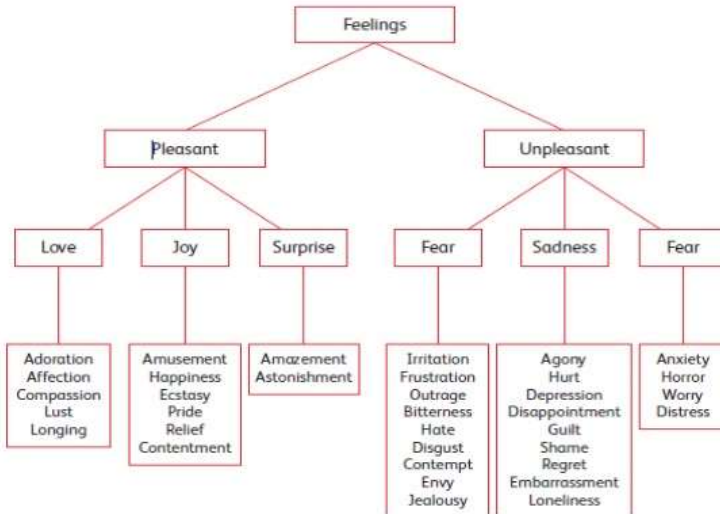 Feelings
Pleasant
Unpleasant
Love
Joy
Surprise
Fear
Sadness
Fear
Adoration
Affection
Compassion
Lust
Longing
Amusement
Happiness
Ecstasy
Pride
Relief
Contentment
Amazement
Astonishment
Irritation
Frustration
Outrage
Bitterness
Hate
Disgust
Contempt
Envy
Jealousy
Agony
Hurt
Depression
Disappointment
Guilt
Shame
Regret
Embarrassment
Loneliness
Anxiety
Horror
Worry
Distress